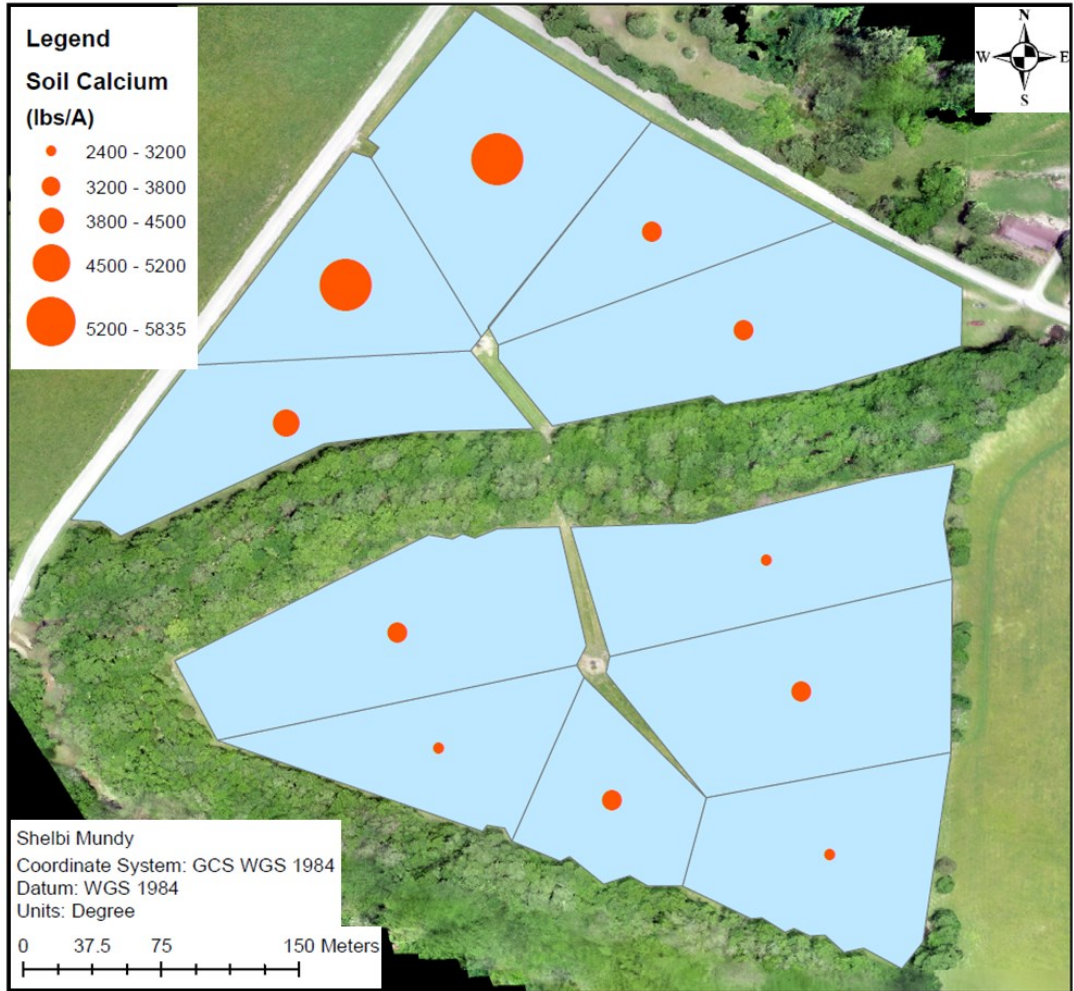 Legend
Soil Calcium
(lbs/A)
2400 - 3200
3200 - 3800
3800 - 4500
4500 - 5200
5200 - 5835
N
W E
S
Shelbi Mundy
Coordinate System: GCS WGS 1984
Datum: WGS 1984
Units: Degree
0 37.5 75 150 Meters